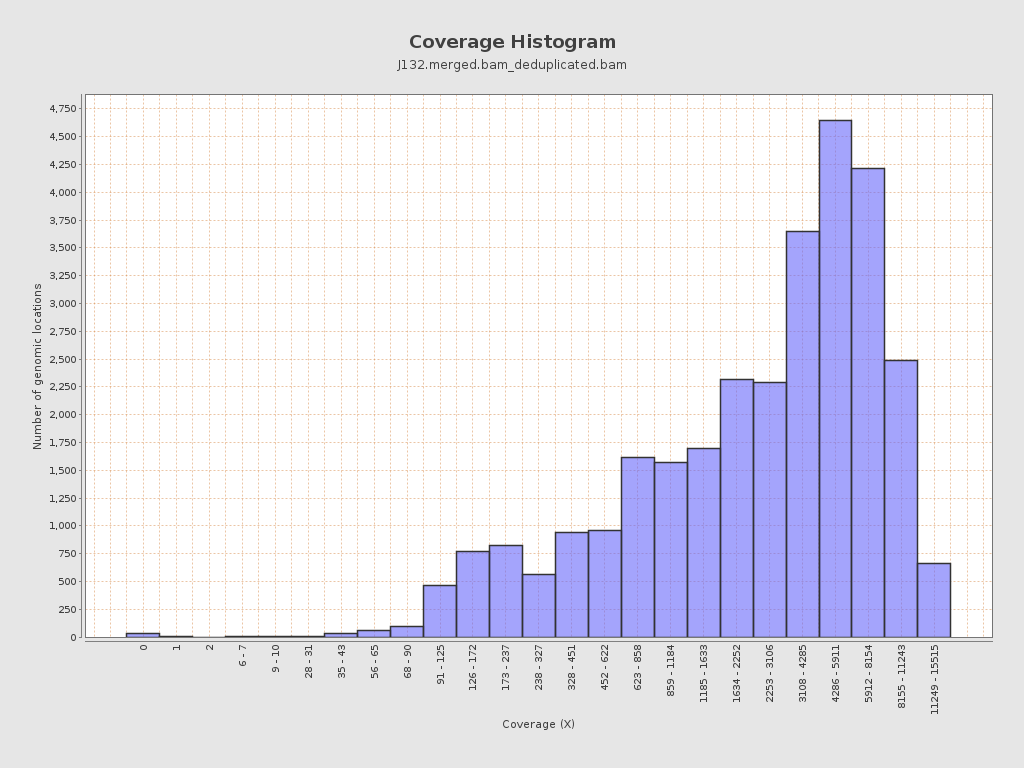 Coverage Histogram
J132.merged.bam_deduplicated.bam
Number of genomic locations
4,750
4,500
4,250
4,000
3,750
3,500
3,250
3,000
2,750
2,500
2,250
2,000
1,750
1,500
1,250
1,000
750
500
250
0
0
1
2
6 - 7
9 - 10
28 - 31
35 - 43
56 - 65
68 - 90
91 - 125
126 - 172
173 - 237
238 - 327
328 - 451
452 - 622
623 - 858
859 - 1184
1185 - 1633
1634 - 2252
2253 - 3106
3108 - 4285
4286 - 5911
5912 - 8154
8155 - 11243
11249 - 15515
Coverage (X)